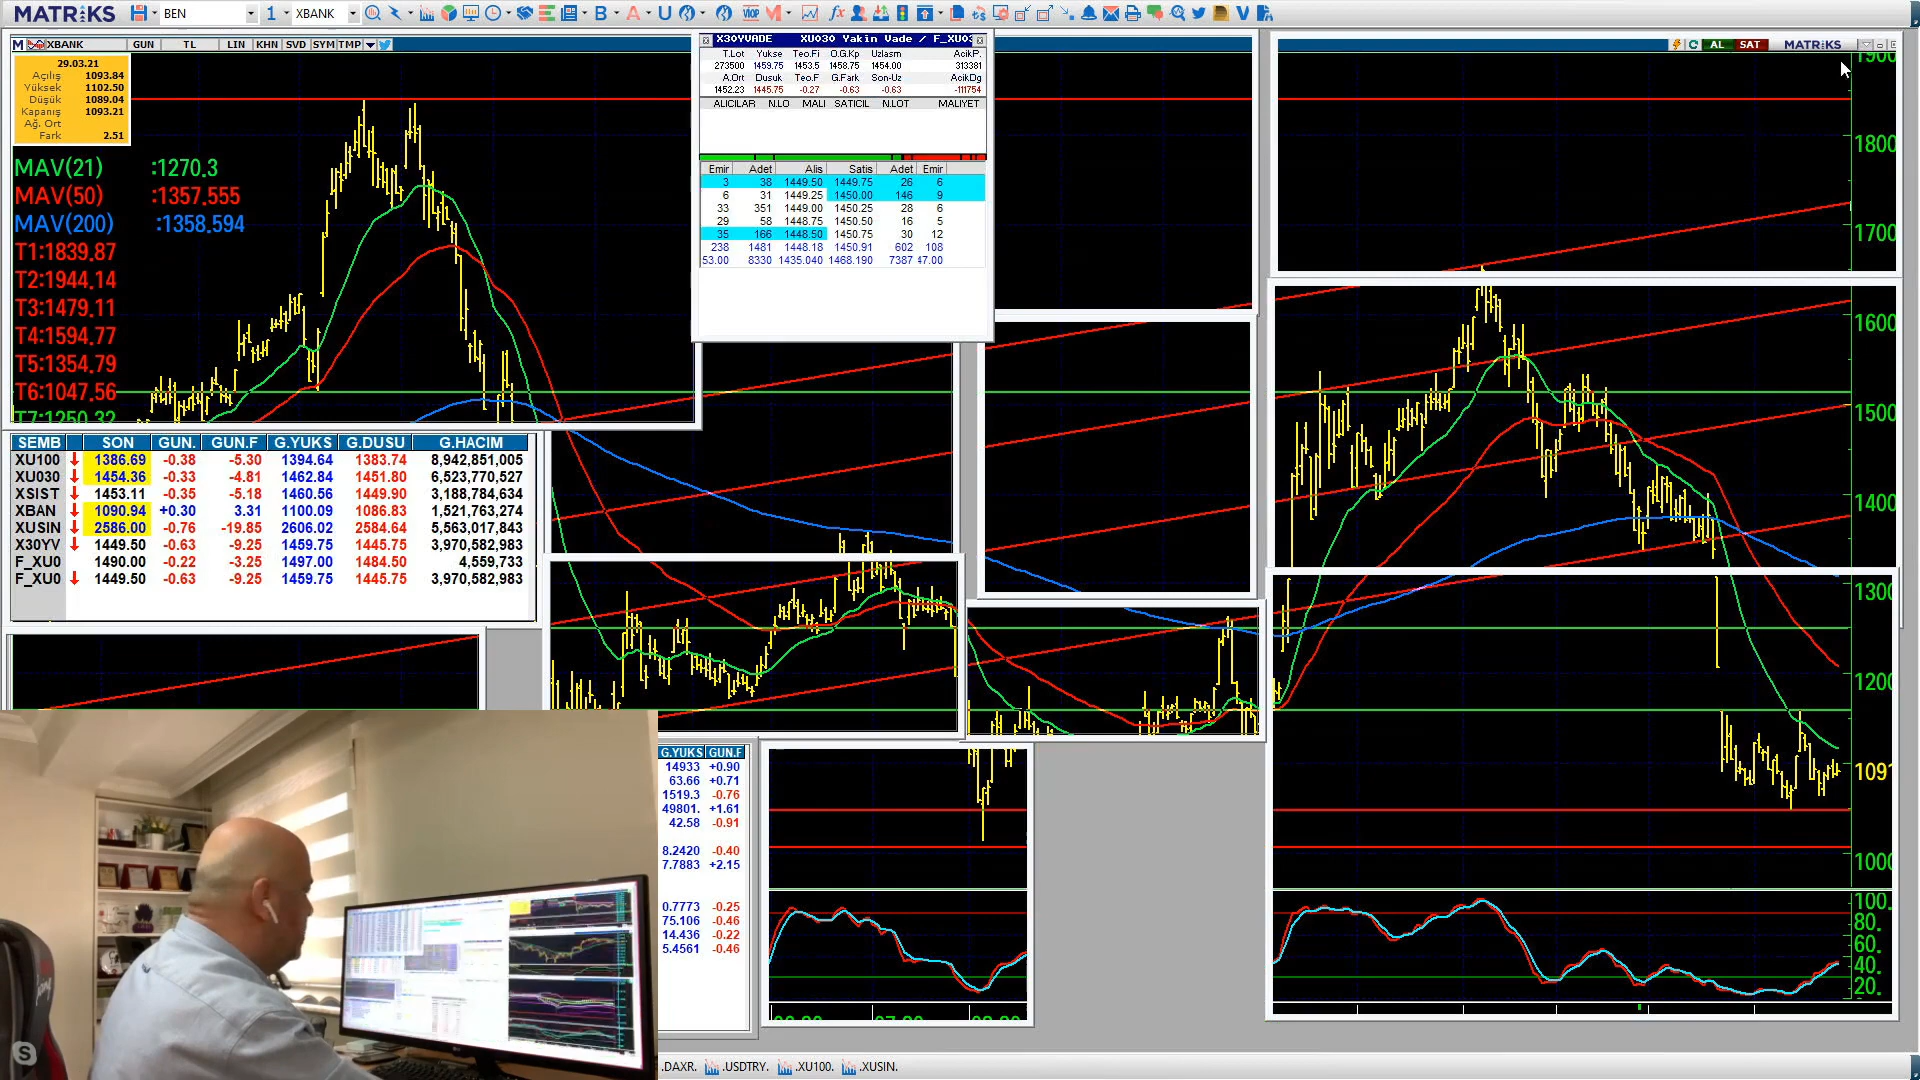 MATRİKS BEN 1 XBANK B A U VIOP M fx V
M XBANK GUN TL LIN KHN SVD SYM TMP
29.03.21
Açılış 1093.84
Yüksek 1102.50
Düşük 1089.04
Kapanış 1093.21
Ağ. Ort
Fark 2.51
MAV(21) :1270.3
MAV(50) :1357.555
MAV(200) :1358.594
T1:1839.87
T2:1944.14
T3:1479.11
T4:1594.77
T5:1354.79
T6:1047.56
T7:1250.32
X30YVADE XU030 Yakin Vade / F_XU03
T.Lot Yukse Teo.Fi O.G.Kp Uzlasm AcikP.
273500 1459.75 1453.5 1458.75 1454.00 313381
A.Ort Dusuk Teo.F G.Fark Son-Uz AcikDg
1452.23 1445.75 -0.27 -0.63 -0.63 -111754
ALICILAR N.LO MALI SATICIL N.LOT MALIYET
Emir Adet Alis Satis Adet Emir
3 38 1449.50 1449.75 26 6
6 31 1449.25 1450.00 146 9
33 351 1449.00 1450.25 28 6
29 58 1448.75 1450.50 16 5
35 166 1448.50 1450.75 30 12
238 1481 1448.18 1450.91 602 108
53.00 8330 1435.040 1468.190 7387 47.00
AL SAT MATRİKS
1900
1800
1700
1600
1500
1400
1300
1200
109
1000
100.
80.
60.
40.
20.
SEMB SON GUN. GUN.F G.YUKS G.DUSU G.HACIM
XU100 1386.69 -0.38 -5.30 1394.64 1383.74 8,942,851,005
XU030 1454.36 -0.33 -4.81 1462.84 1451.80 6,523,770,527
XSIST 1453.11 -0.35 -5.18 1460.56 1449.90 3,188,784,634
XBAN 1090.94 +0.30 3.31 1100.09 1086.83 1,521,763,274
XUSIN 2586.00 -0.76 -19.85 2606.02 2584.64 5,563,017,843
X30YV 1449.50 -0.63 -9.25 1459.75 1445.75 3,970,582,983
F_XU0 1490.00 -0.22 -3.25 1497.00 1484.50 4,559,733
F_XU0 1449.50 -0.63 -9.25 1459.75 1445.75 3,970,582,983
G.YUKS GUN.F
14933 +0.90
63.66 +0.71
1519.3 -0.76
49801. +1.61
42.58 -0.91
8.2420 -0.40
7.7883 +2.15
0.7773 -0.25
75.106 -0.46
14.436 -0.22
5.4561 -0.46
S
.DAXR. .USDTRY. .XU100. .XUSIN.